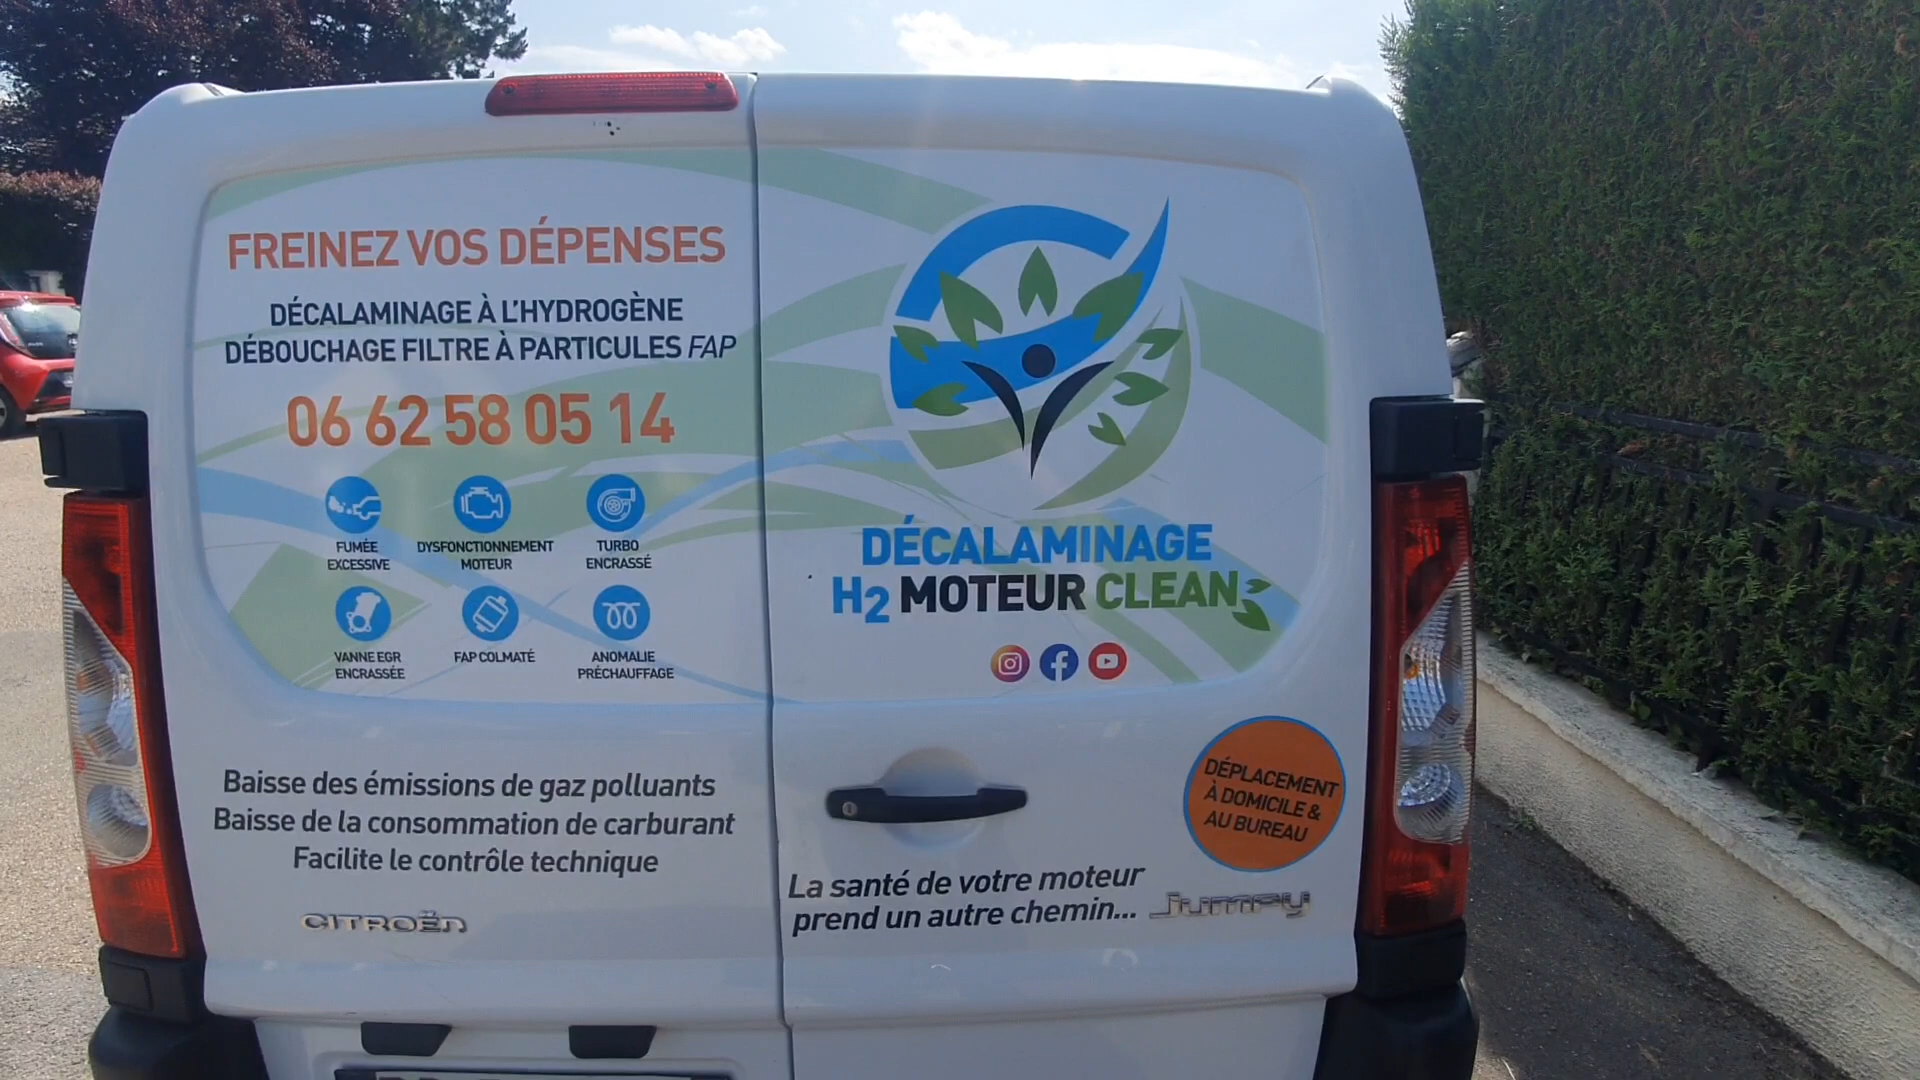 FREINEZ VOS DÉPENSES
DÉCALAMINAGE À L'HYDROGÈNE
DÉBOUCHAGE FILTRE À PARTICULES FAP
06 62 58 05 14
FUMÉE
EXCESSIVE
DYSFONCTIONNEMENT
MOTEUR
TURBO
ENCRASSÉ
VANNE EGR
ENCRASSÉE
FAP COLMATÉ
ANOMALIE
PRÉCHAUFFAGE
Baisse des émissions de gaz polluants
Baisse de la consommation de carburant
Facilite le contrôle technique
CITROËN
DÉCALAMINAGE
H2 MOTEUR CLEAN
DÉPLACEMENT
À DOMICILE &
AU BUREAU
La santé de votre moteur
prend un autre chemin...
Jumpy